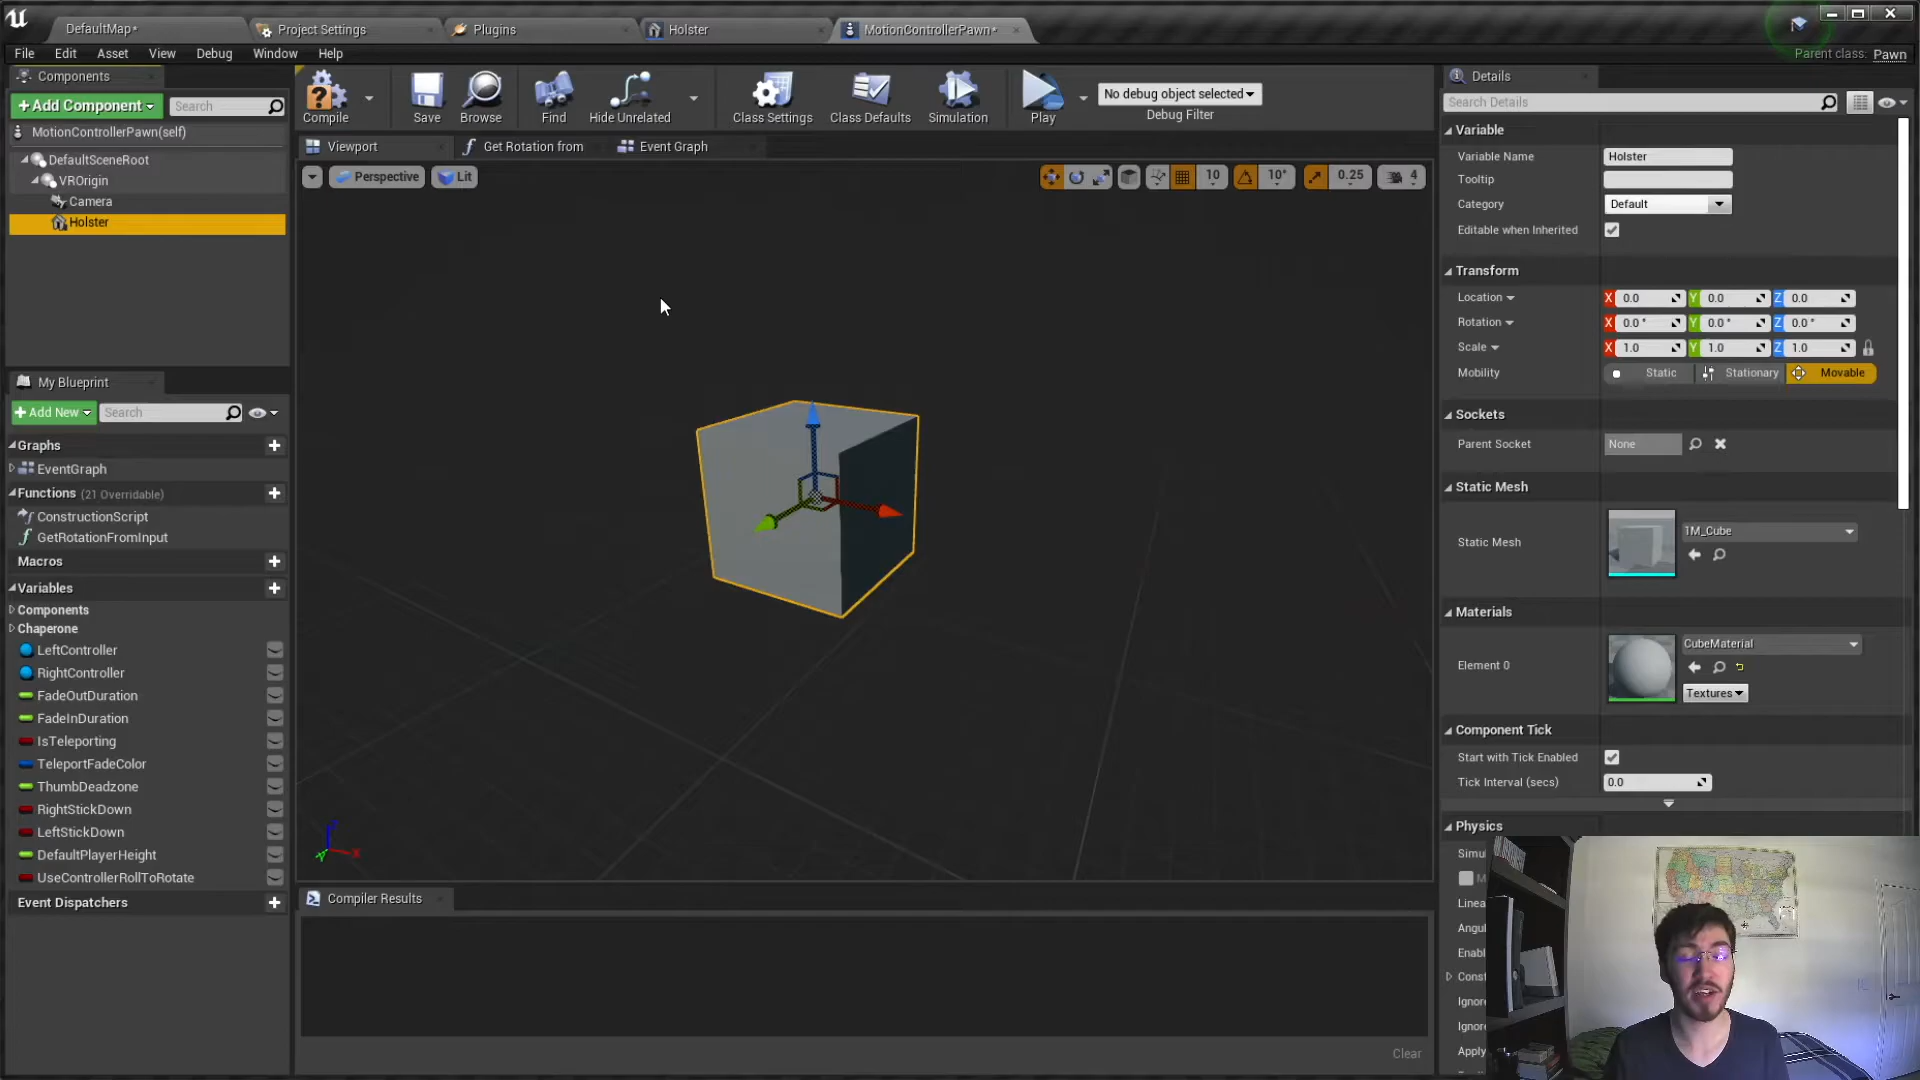 DefaultMap*
Project Settings
Plugins
Holster
MotionControllerPawn*
File Edit Asset View Debug Window Help
Parent class: Pawn
Components
+Add Component
Search
MotionControllerPawn(self)
DefaultSceneRoot
VROrigin
Camera
Holster
Compile
Save
Browse
Find
Hide Unrelated
Class Settings
Class Defaults
Simulation
Play
No debug object selected
Debug Filter
Viewport
Get Rotation from
Event Graph
Perspective
Lit
10
10°
0.25
4
My Blueprint
+Add New
Search
Graphs
EventGraph
Functions (21 Overridable)
ConstructionScript
GetRotationFromInput
Macros
Variables
Components
Chaperone
LeftController
RightController
FadeOutDuration
FadeInDuration
IsTeleporting
TeleportFadeColor
ThumbDeadzone
RightStickDown
LeftStickDown
DefaultPlayerHeight
UseControllerRollToRotate
Event Dispatchers
Compiler Results
Clear
Details
Search Details
Variable
Variable Name Holster
Tooltip
Category Default
Editable when Inherited
Transform
Location X 0.0 Y 0.0 Z 0.0
Rotation X 0.0 ° Y 0.0 ° Z 0.0 °
Scale X 1.0 Y 1.0 Z 1.0
Mobility Static Stationary Movable
Sockets
Parent Socket None
Static Mesh
Static Mesh 1M_Cube
Materials
Element 0 CubeMaterial
Textures
Component Tick
Start with Tick Enabled
Tick Interval (secs) 0.0
Physics
Simu
Linea
Angu
Enabl
Cons
Ignor
Ignor
Apply